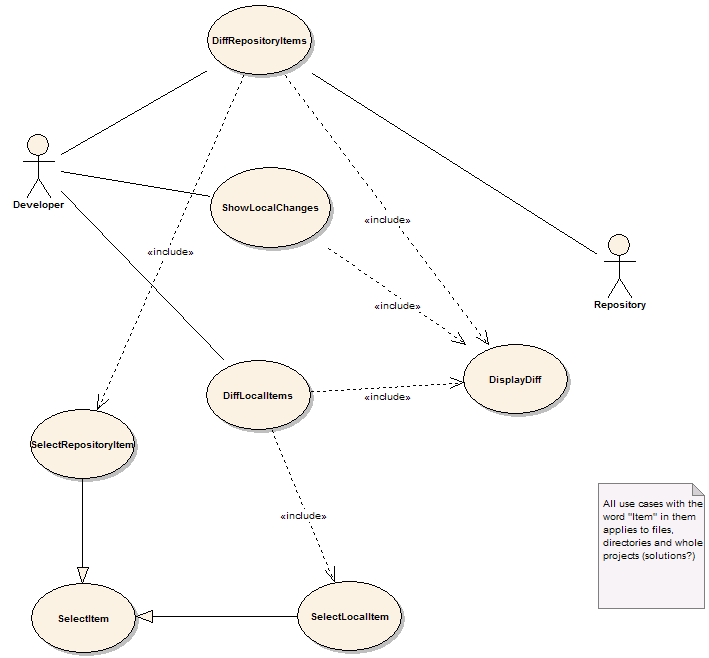 DiffRepositoryItems
Developer
ShowLocalChanges
«include»
«include»
«include»
Repository
DisplayDiff
DiffLocalItems
«include»
SelectRepositoryItem
«include»
All use cases with the
word "Item" in them
applies to files,
directories and whole
projects (solutions?)
SelectItem
SelectLocalItem